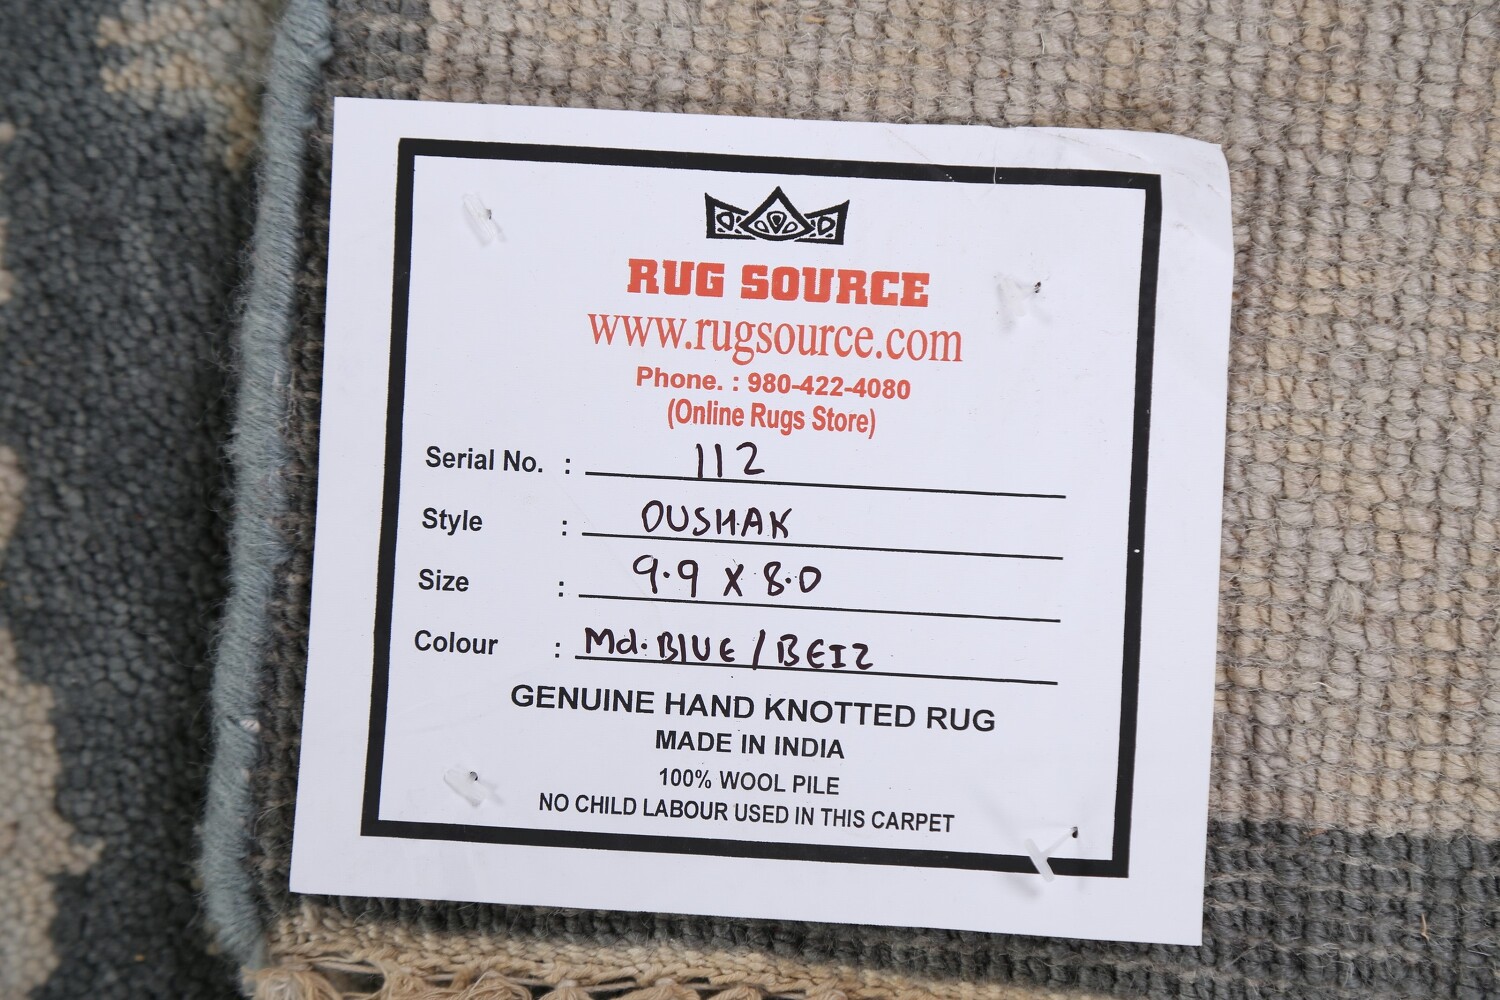 RUG SOURCE
www.rugsource.com
Phone. : 980-422-4080
(Online Rugs Store)
Serial No. : 112
Style : OUSHAK
Size : 9.9 X 8.0
Colour : Md. BLUE / BEIZ
GENUINE HAND KNOTTED RUG
MADE IN INDIA
100% WOOL PILE
NO CHILD LABOUR USED IN THIS CARPET